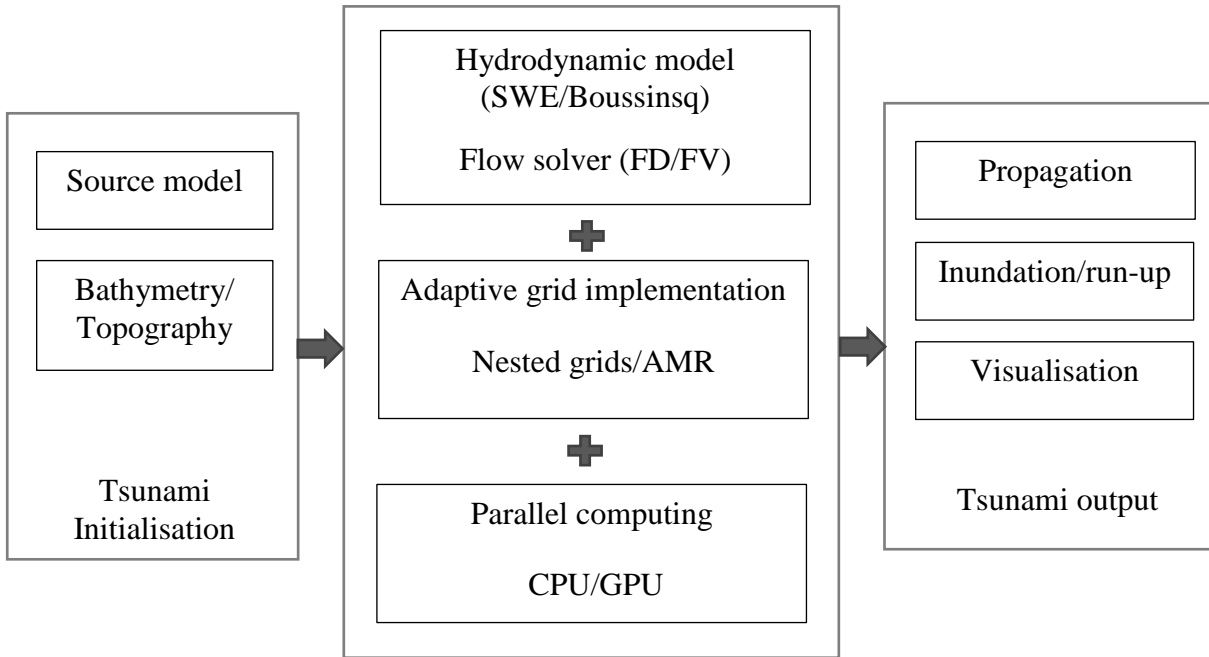 Source model
Bathymetry/
Topography
Tsunami
Initialisation
Hydrodynamic model
(SWE/Boussinsq)
Flow solver (FD/FV)
Adaptive grid implementation
Nested grids/AMR
Parallel computing
CPU/GPU
Propagation
Inundation/run-up
Visualisation
Tsunami output